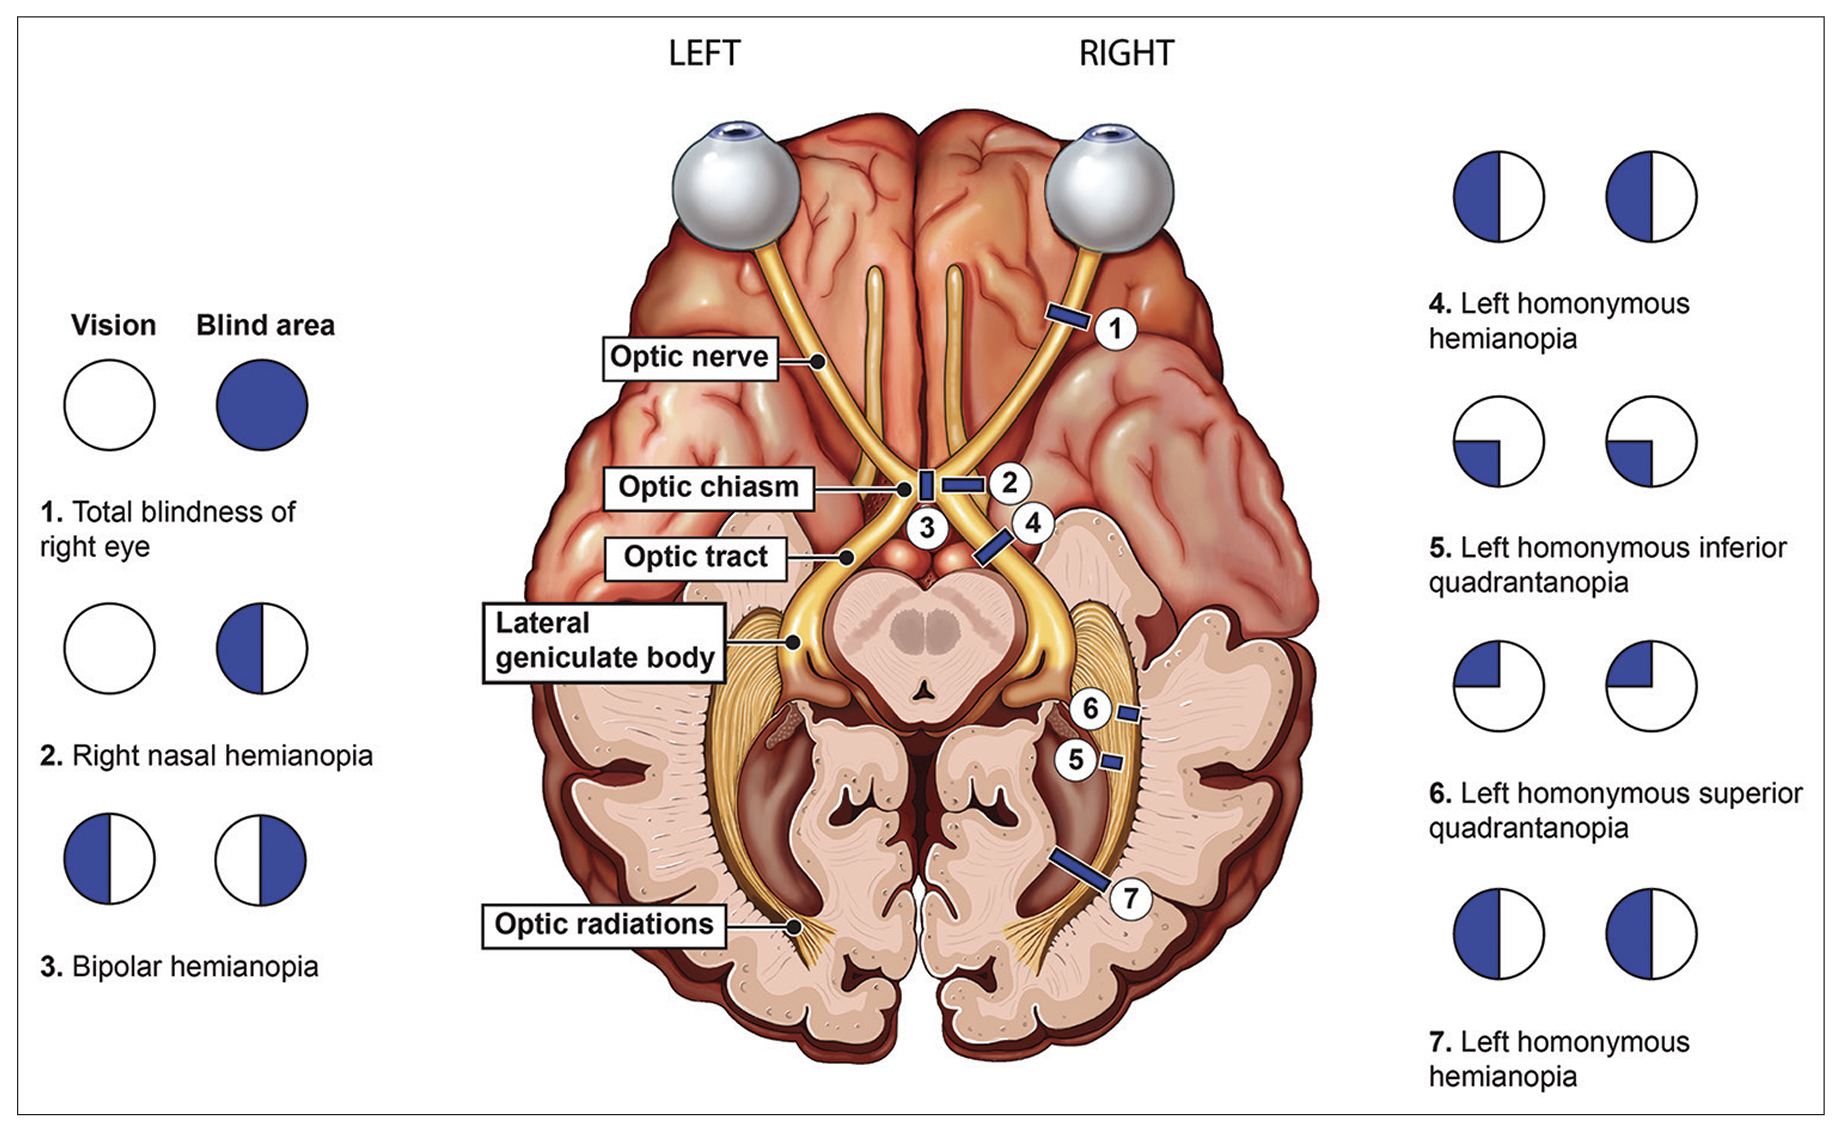 LEFT
RIGHT
Vision
Blind area
1. Total blindness of
right eye
2. Right nasal hemianopia
3. Bipolar hemianopia
Optic nerve
Optic chiasm
Optic tract
Lateral
geniculate body
Optic radiations
1
2
3
4
6
5
7
4. Left homonymous
hemianopia
5. Left homonymous inferior
quadrantanopia
6. Left homonymous superior
quadrantanopia
7. Left homonymous
hemianopia